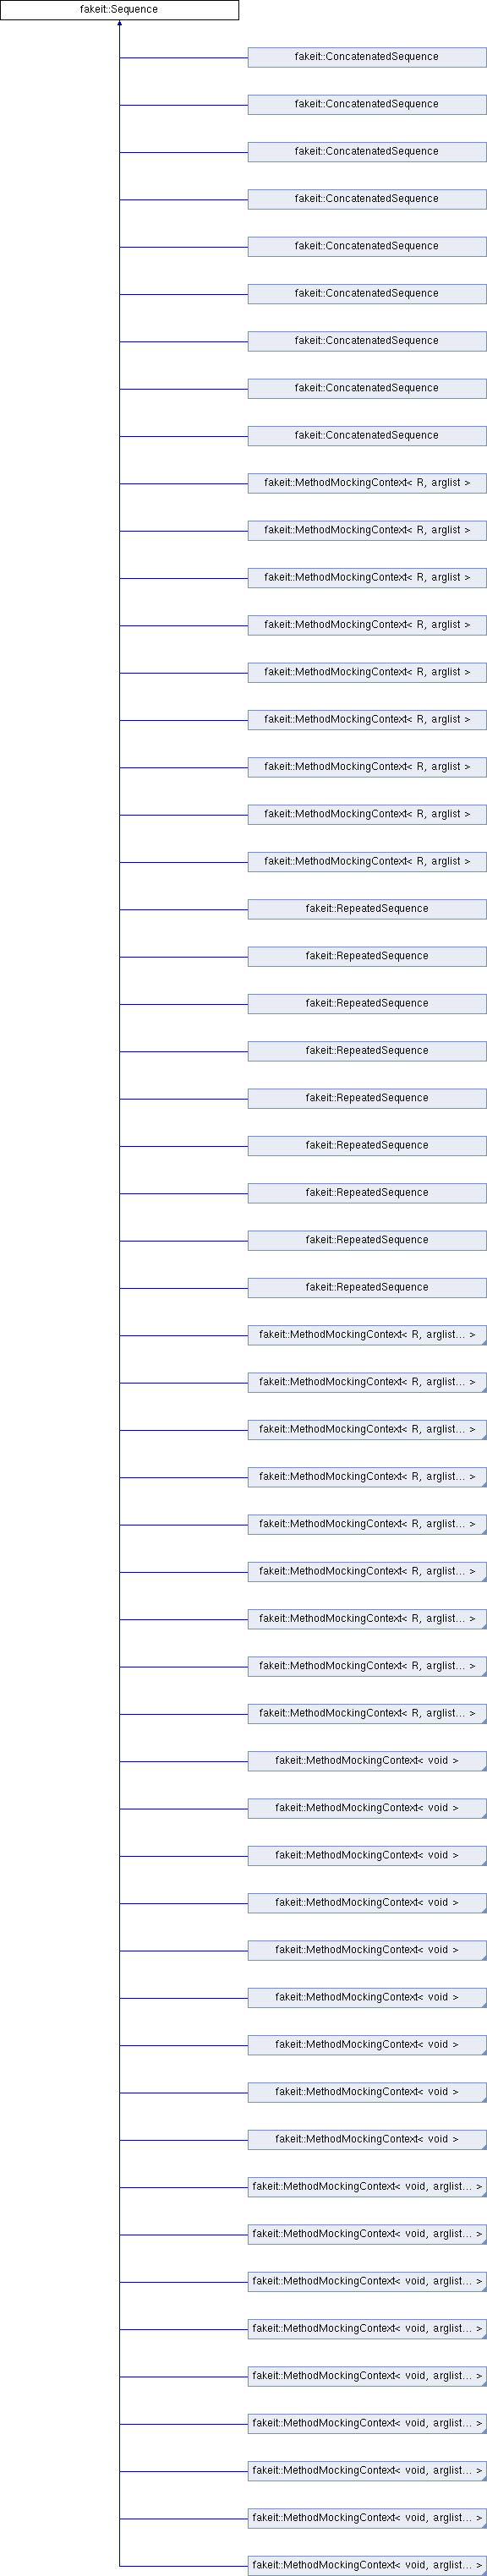 fakeit::Sequence
fakeit::ConcatenatedSequence
fakeit::ConcatenatedSequence
fakeit::ConcatenatedSequence
fakeit::ConcatenatedSequence
fakeit::ConcatenatedSequence
fakeit::ConcatenatedSequence
fakeit::ConcatenatedSequence
fakeit::ConcatenatedSequence
fakeit::ConcatenatedSequence
fakeit::MethodMockingContext< R, arglist >
fakeit::MethodMockingContext< R, arglist >
fakeit::MethodMockingContext< R, arglist >
fakeit::MethodMockingContext< R, arglist >
fakeit::MethodMockingContext< R, arglist >
fakeit::MethodMockingContext< R, arglist >
fakeit::MethodMockingContext< R, arglist >
fakeit::MethodMockingContext< R, arglist >
fakeit::MethodMockingContext< R, arglist >
fakeit::RepeatedSequence
fakeit::RepeatedSequence
fakeit::RepeatedSequence
fakeit::RepeatedSequence
fakeit::RepeatedSequence
fakeit::RepeatedSequence
fakeit::RepeatedSequence
fakeit::RepeatedSequence
fakeit::RepeatedSequence
fakeit::MethodMockingContext< R, arglist... >
fakeit::MethodMockingContext< R, arglist... >
fakeit::MethodMockingContext< R, arglist... >
fakeit::MethodMockingContext< R, arglist... >
fakeit::MethodMockingContext< R, arglist... >
fakeit::MethodMockingContext< R, arglist... >
fakeit::MethodMockingContext< R, arglist... >
fakeit::MethodMockingContext< R, arglist... >
fakeit::MethodMockingContext< R, arglist... >
fakeit::MethodMockingContext< void >
fakeit::MethodMockingContext< void >
fakeit::MethodMockingContext< void >
fakeit::MethodMockingContext< void >
fakeit::MethodMockingContext< void >
fakeit::MethodMockingContext< void >
fakeit::MethodMockingContext< void >
fakeit::MethodMockingContext< void >
fakeit::MethodMockingContext< void >
fakeit::MethodMockingContext< void, arglist... >
fakeit::MethodMockingContext< void, arglist... >
fakeit::MethodMockingContext< void, arglist... >
fakeit::MethodMockingContext< void, arglist... >
fakeit::MethodMockingContext< void, arglist... >
fakeit::MethodMockingContext< void, arglist... >
fakeit::MethodMockingContext< void, arglist... >
fakeit::MethodMockingContext< void, arglist... >
fakeit::MethodMockingContext< void, arglist... >